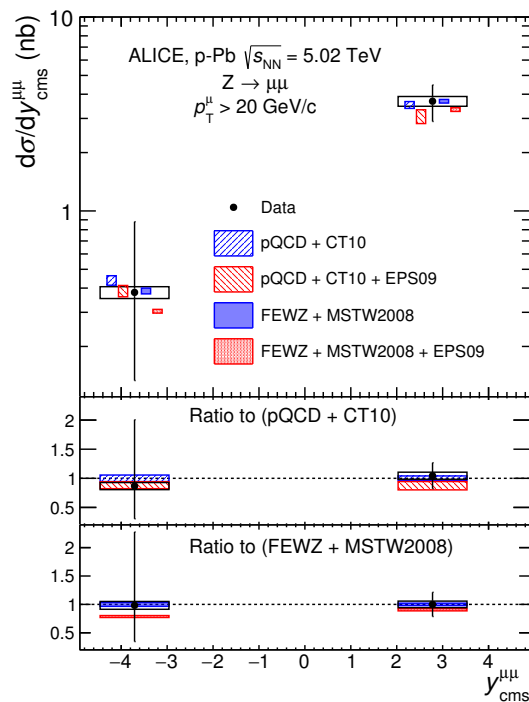 dσ/dy^μμ_cms (nb)
10
1
ALICE, p-Pb √s_NN = 5.02 TeV
Z → μμ
p_T^μ > 20 GeV/c
Data
pQCD + CT10
pQCD + CT10 + EPS09
FEWZ + MSTW2008
FEWZ + MSTW2008 + EPS09
Ratio to (pQCD + CT10)
2
1.5
1
0.5
Ratio to (FEWZ + MSTW2008)
2
1.5
1
0.5
−4 −3 −2 −1 0 1 2 3 4
y^μμ_cms